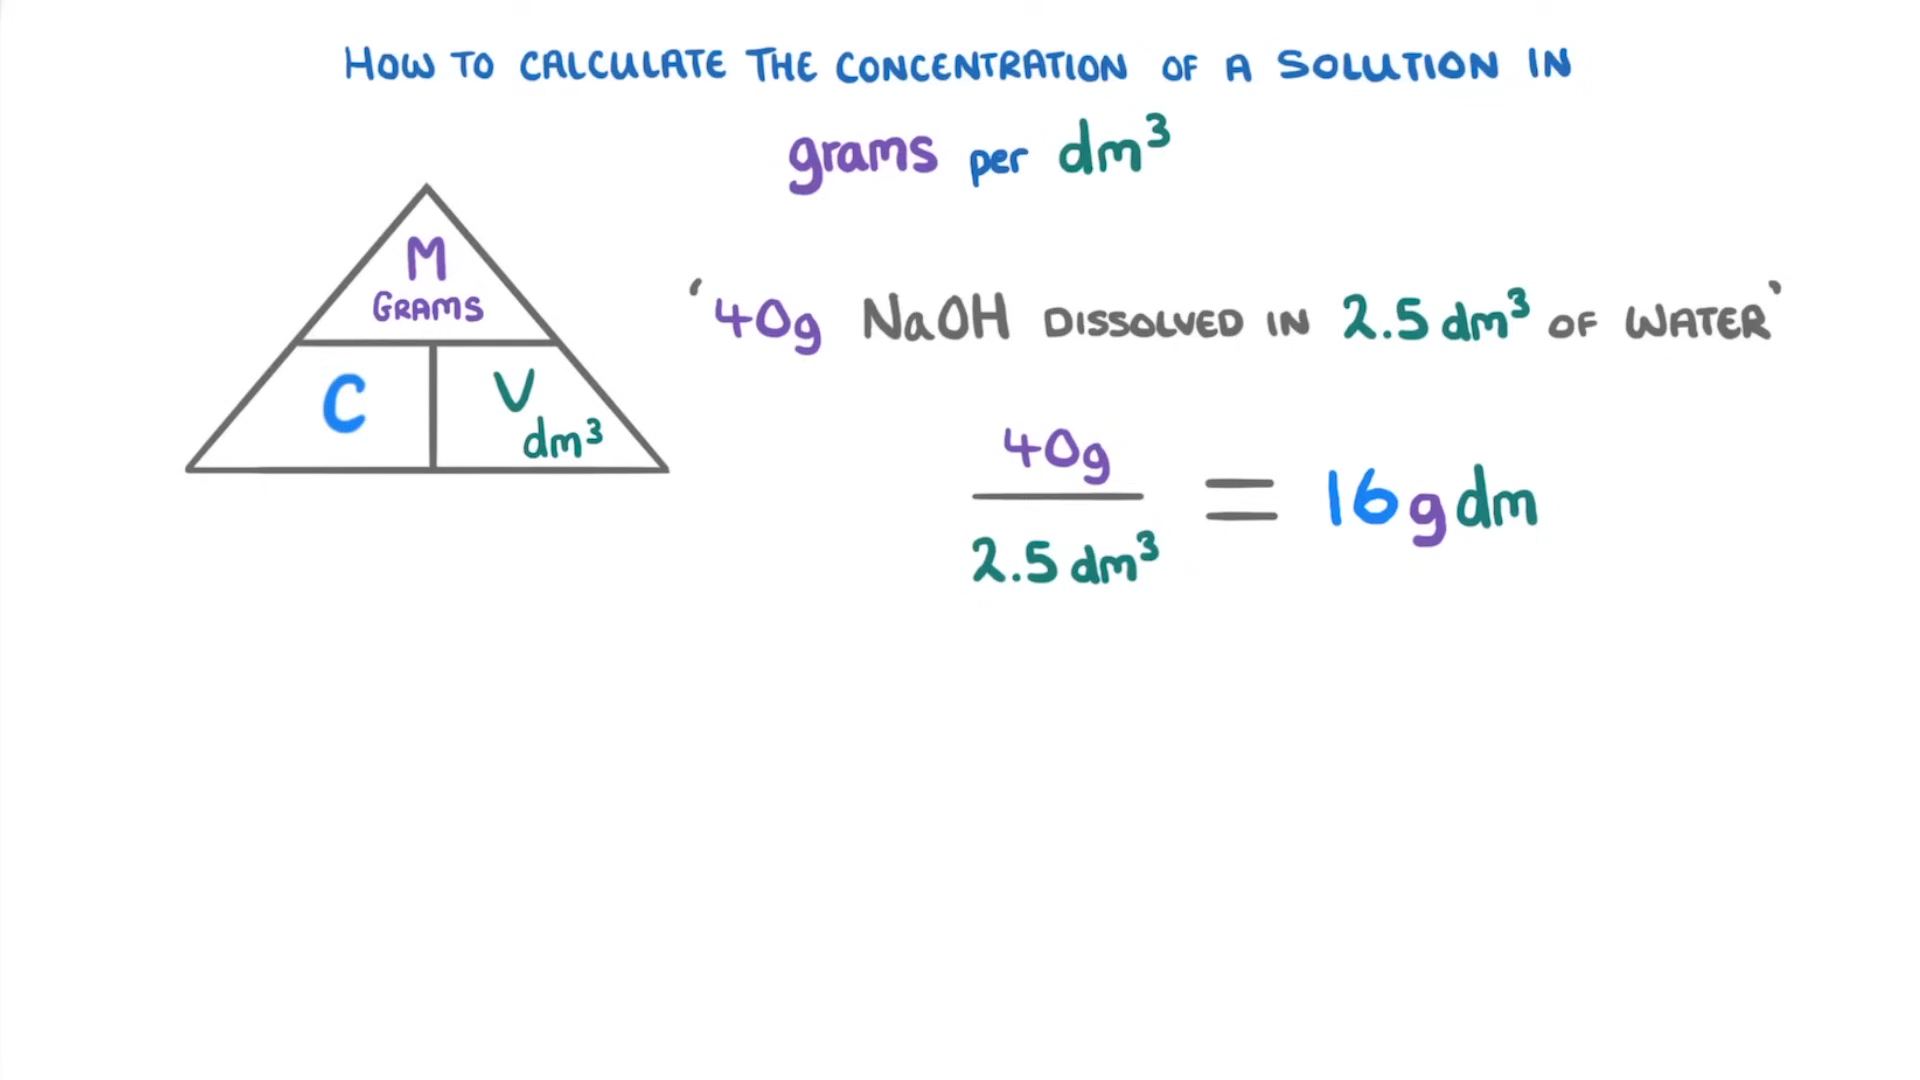 HOW TO CALCULATE THE CONCENTRATION OF A SOLUTION IN
grams per dm³
M
GRAMS
C
V
dm³
‘40g NaOH DISSOLVED IN 2.5 dm³ OF WATER’
40g
2.5 dm³
= 16g dm